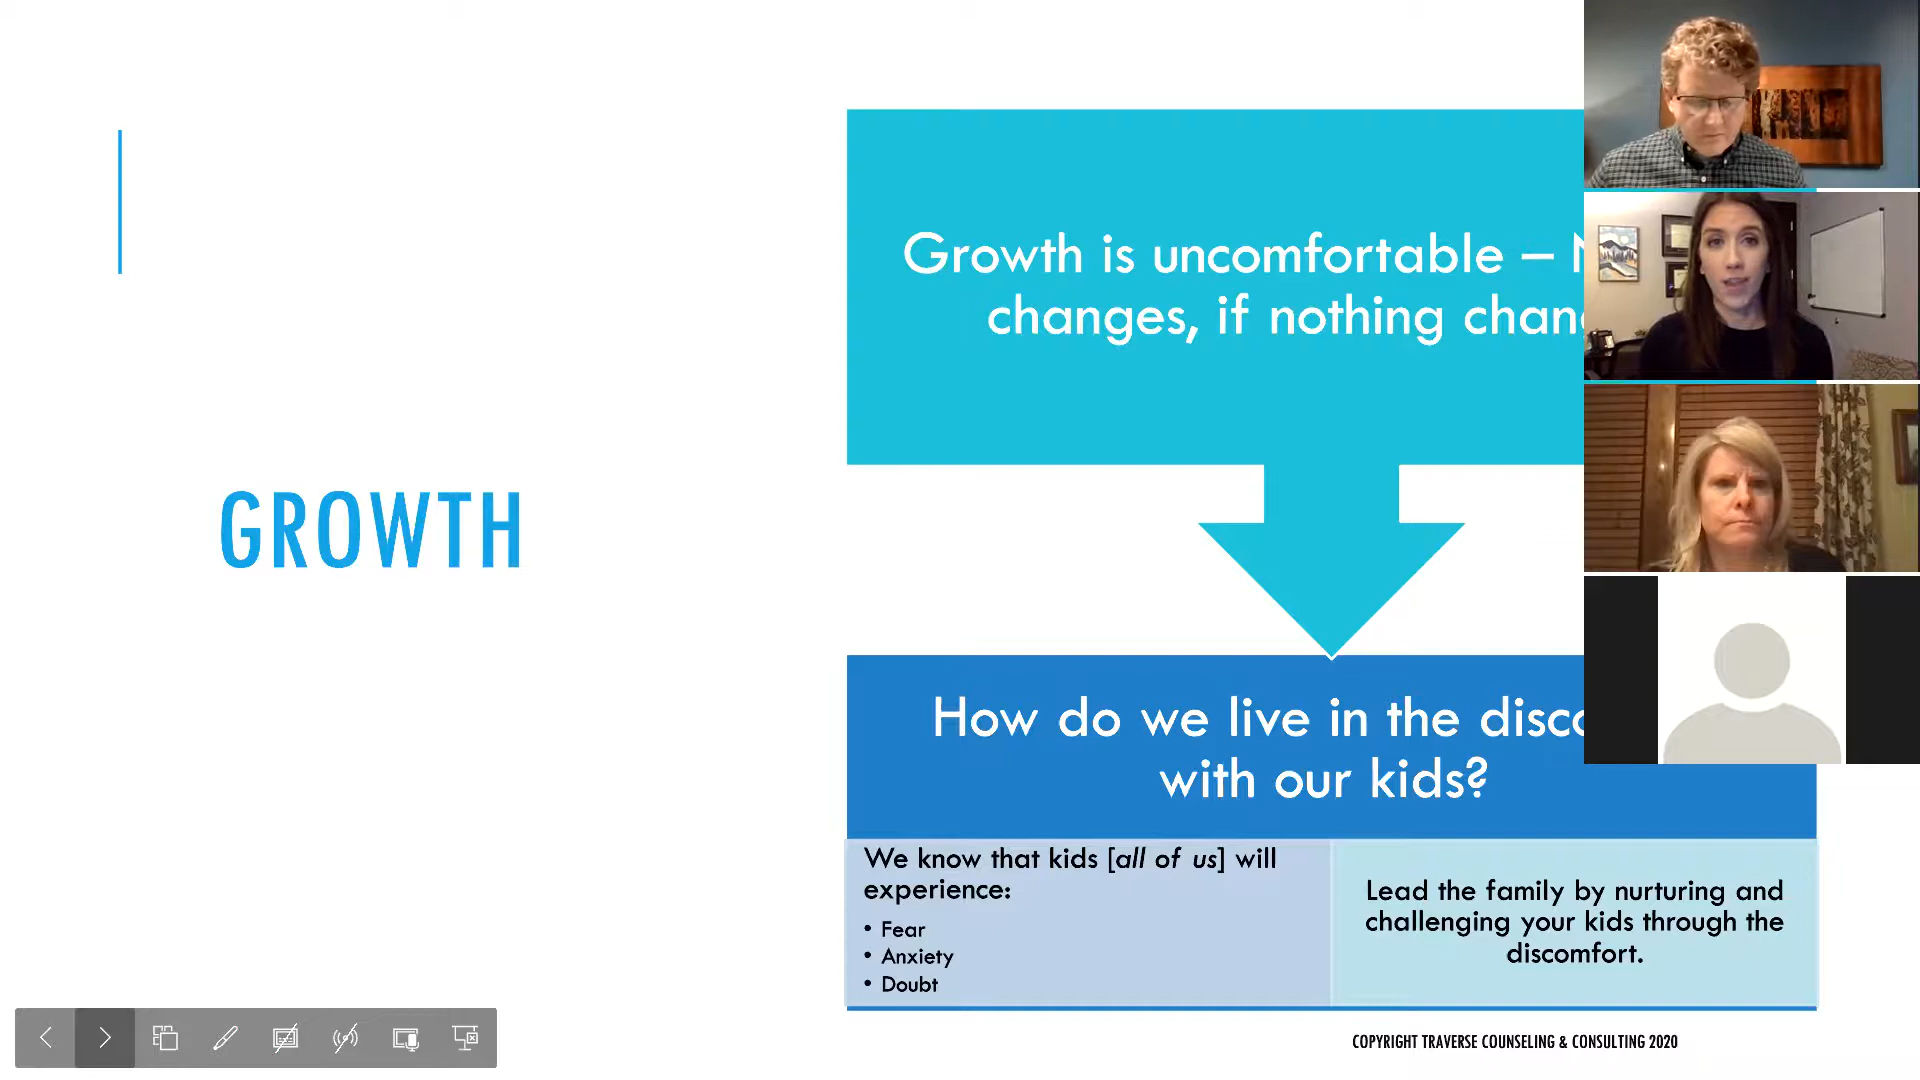 GROWTH
Growth is uncomfortable –
changes, if nothing
How do we live in the
with our kids?
We know that kids [all of us] will
experience:
• Fear
• Anxiety
• Doubt
Lead the family by nurturing and
challenging your kids through the
discomfort.
COPYRIGHT TRAVERSE COUNSELING & CONSULTING 2020